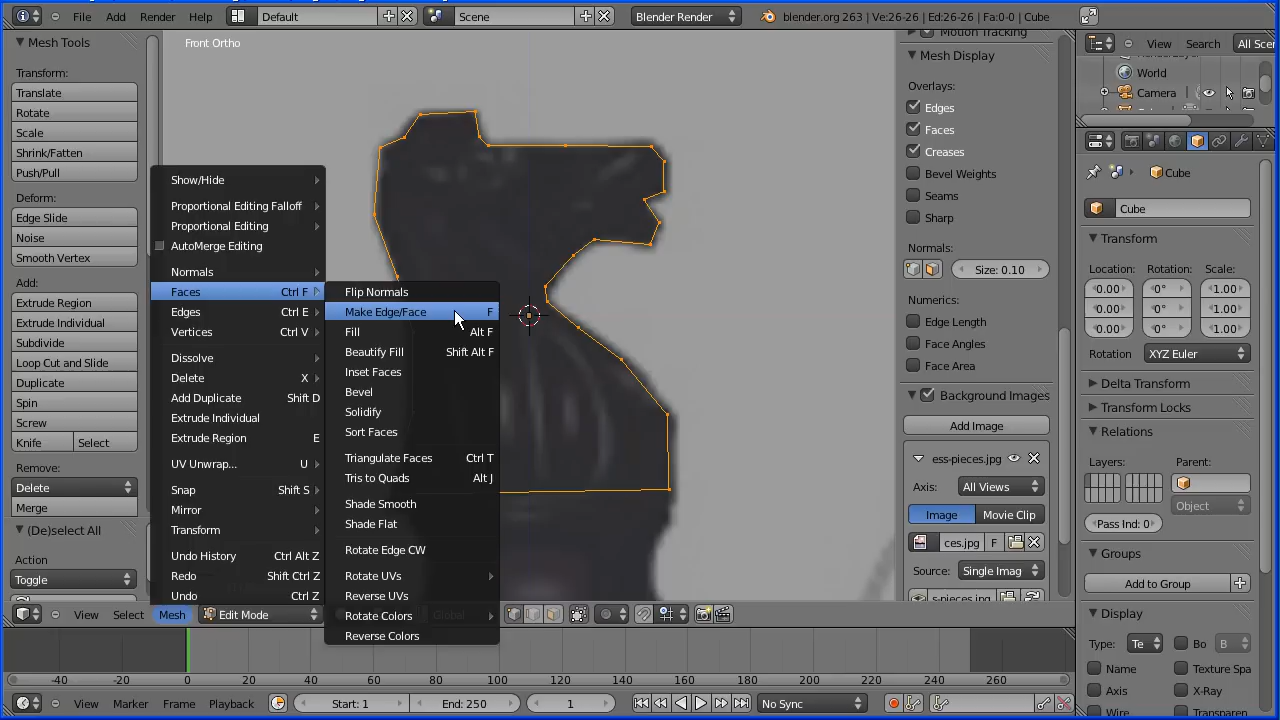 File Add Render Help Default Scene Blender Render blender.org 263 | Ve:26-26 | Ed:26-26 | Fa:0-0 | Cube
Mesh Tools
Transform:
Translate
Rotate
Scale
Shrink/Fatten
Push/Pull
Deform:
Edge Slide
Noise
Smooth Vertex
Add:
Extrude Region
Extrude Individual
Subdivide
Loop Cut and Slide
Duplicate
Spin
Screw
Knife Select
Remove:
Delete
Merge
(De)select All
Action
Toggle
Front Ortho
Show/Hide
Proportional Editing Falloff
Proportional Editing
AutoMerge Editing
Normals
Faces Ctrl F
Edges Ctrl E
Vertices Ctrl V
Dissolve
Delete X
Add Duplicate Shift D
Extrude Individual
Extrude Region E
UV Unwrap... U
Snap Shift S
Mirror
Transform
Undo History Ctrl Alt Z
Redo Shift Ctrl Z
Undo Ctrl Z
Flip Normals
Make Edge/Face F
Fill Alt F
Beautify Fill Shift Alt F
Inset Faces
Bevel
Solidify
Sort Faces
Triangulate Faces Ctrl T
Tris to Quads Alt J
Shade Smooth
Shade Flat
Rotate Edge CW
Rotate UVs
Reverse UVs
Rotate Colors
Reverse Colors
View Select Mesh Edit Mode Global
Motion Tracking
Mesh Display
Overlays:
Edges
Faces
Creases
Bevel Weights
Seams
Sharp
Normals:
Size: 0.10
Numerics:
Edge Length
Face Angles
Face Area
Background Images
Add Image
ess-pieces.jpg
Axis: All Views
Image Movie Clip
ces.jpg F
Source: Single Imag
s-pieces.jpg
View Search All Scen
World
Camera
Cube
Cube
Transform
Location: Rotation: Scale:
0.00 0° 1.00
0.00 0° 1.00
0.00 0° 1.00
Rotation XYZ Euler
Delta Transform
Transform Locks
Relations
Layers: Parent:
Object
Pass Ind: 0
Groups
Add to Group
Display
Type: Te Bo B
Name Texture Spa
Axis X-Ray
Wire Transparen
-40 -20 0 20 40 60 80 100 120 140 160 180 200 220 240 260
View Marker Frame Playback Start: 1 End: 250 1 No Sync